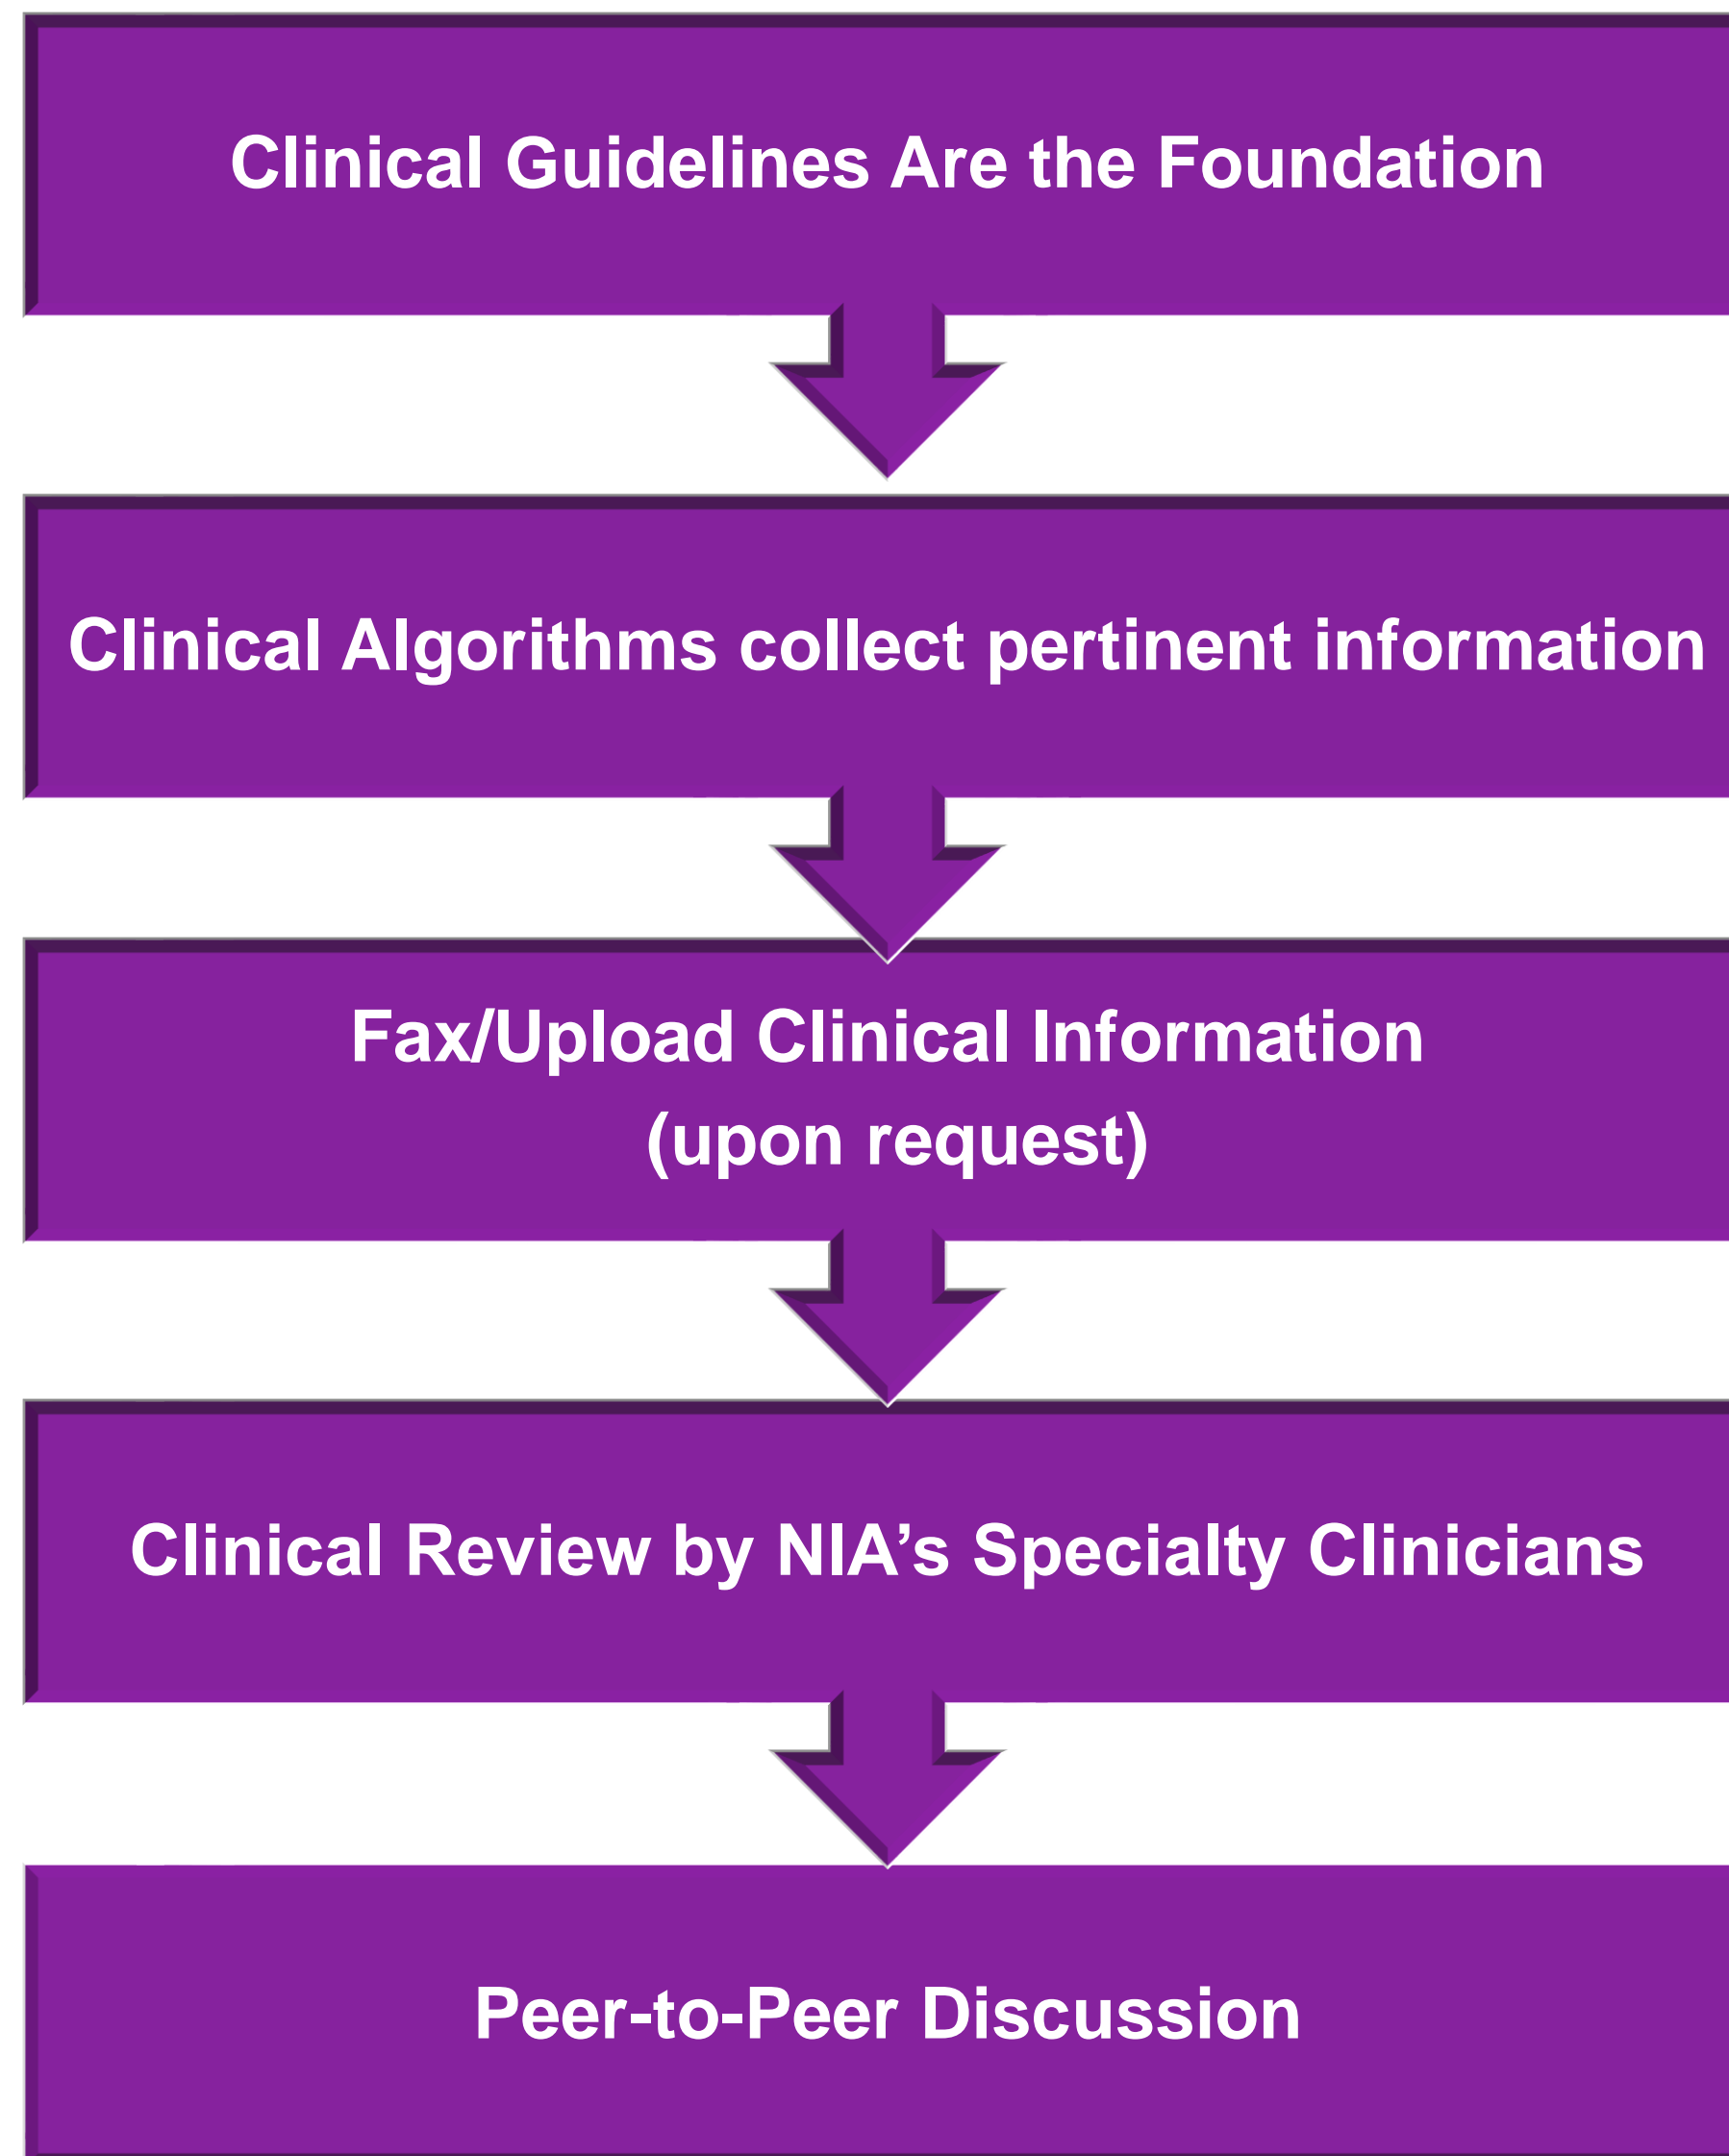 Clinical Guidelines Are the Foundation
Clinical Algorithms collect pertinent information
Fax/Upload Clinical Information
(upon request)
Clinical Review by NIA’s Specialty Clinicians
Peer-to-Peer Discussion